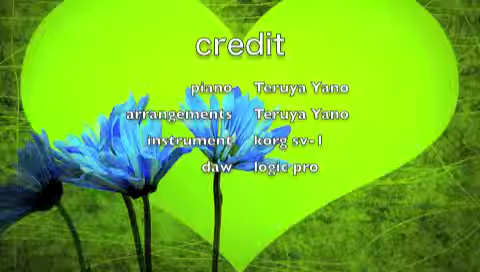 credit
piano Teruya Yano
arrangements Teruya Yano
instrument korg sv-1
daw logic pro